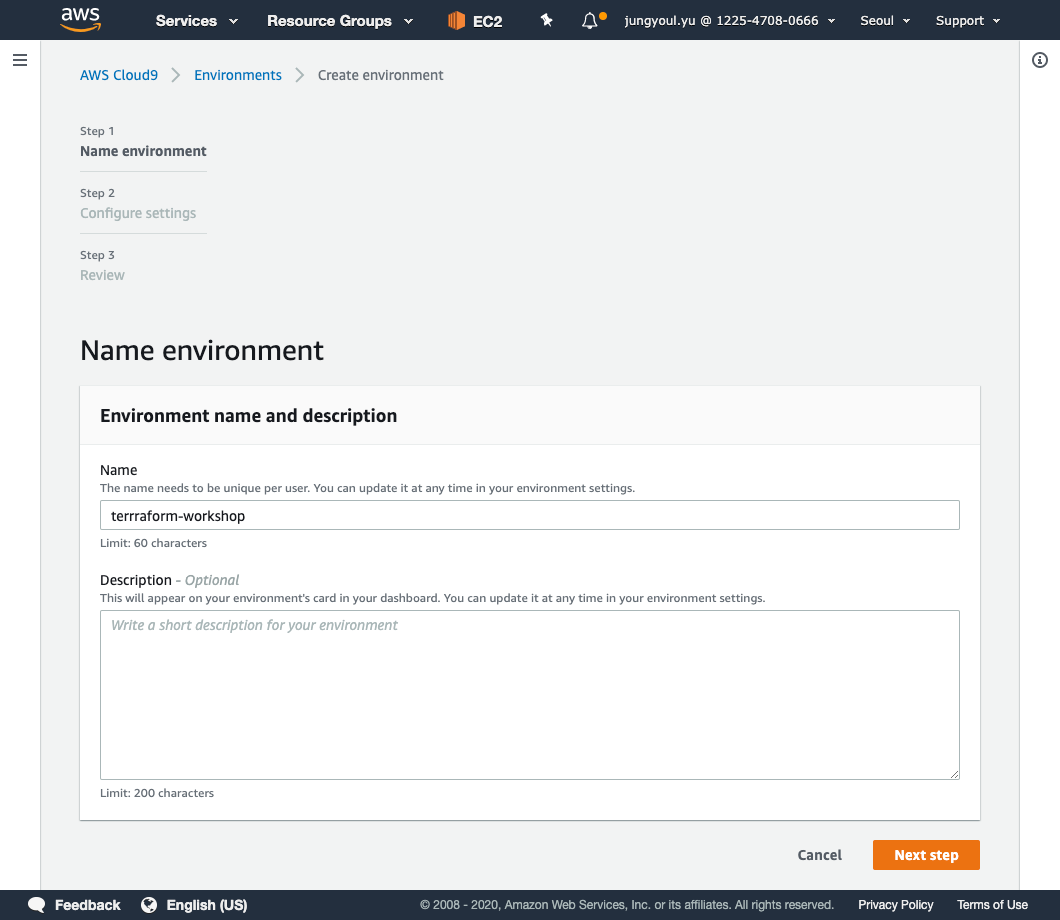 aws Services Resource Groups EC2 jungyoul.yu @ 1225-4708-0666 Seoul Support
AWS Cloud9 Environments Create environment
Step 1
Name environment
Step 2
Configure settings
Step 3
Review
Name environment
Environment name and description
Name
The name needs to be unique per user. You can update it at any time in your environment settings.
terrraform-workshop
Limit: 60 characters
Description - Optional
This will appear on your environment's card in your dashboard. You can update it at any time in your environment settings.
Write a short description for your environment
Limit: 200 characters
Cancel Next step
Feedback English (US) © 2008 - 2020, Amazon Web Services, Inc. or its affiliates. All rights reserved. Privacy Policy Terms of Use